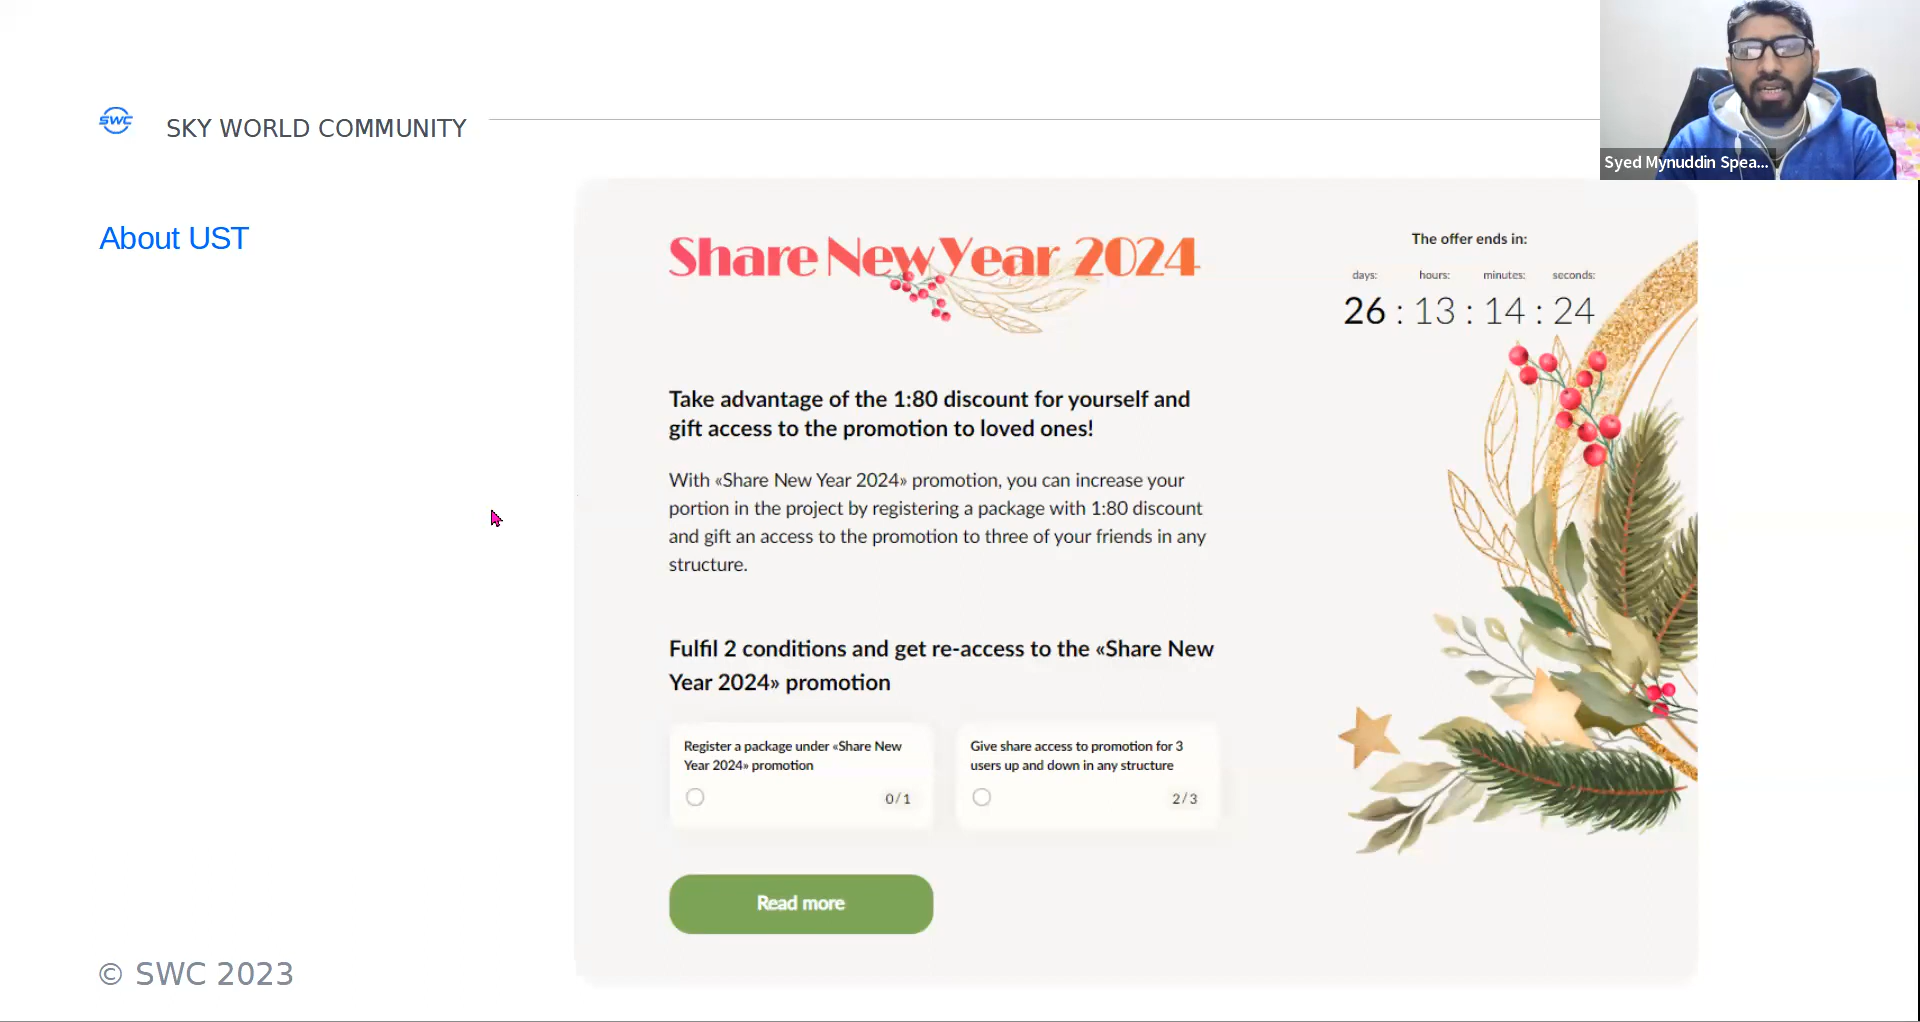 SWC
SKY WORLD COMMUNITY
Syed Mynuddin Spea...
About UST
Share New Year 2024
The offer ends in:
days: hours: minutes: seconds:
26 : 13 : 14 : 24
Take advantage of the 1:80 discount for yourself and
gift access to the promotion to loved ones!
With «Share New Year 2024» promotion, you can increase your
portion in the project by registering a package with 1:80 discount
and gift an access to the promotion to three of your friends in any
structure.
Fulfil 2 conditions and get re-access to the «Share New
Year 2024» promotion
Register a package under «Share New
Year 2024» promotion
0/1
Give share access to promotion for 3
users up and down in any structure
2/3
Read more
© SWC 2023